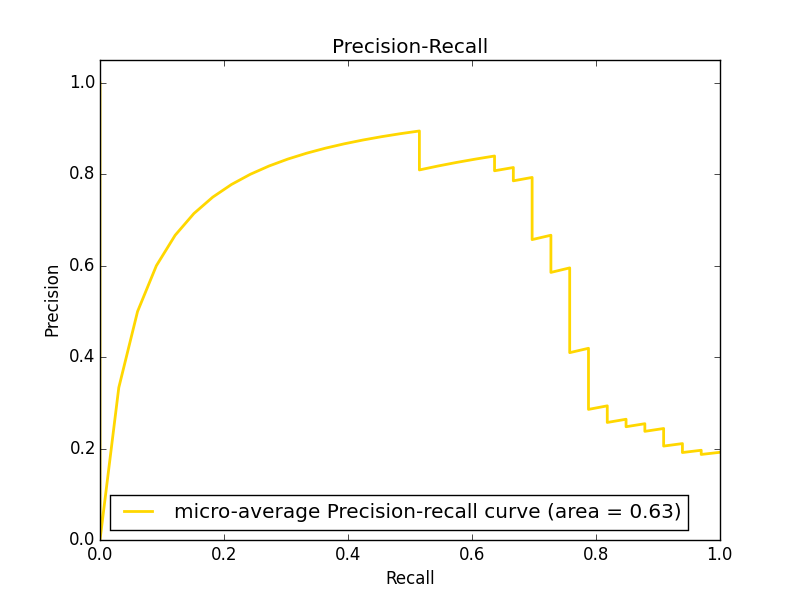 Precision-Recall
1.0
0.8
0.6
0.4
0.2
0.0
Precision
micro-average Precision-recall curve (area = 0.63)
0.0 0.2 0.4 0.6 0.8 1.0
Recall